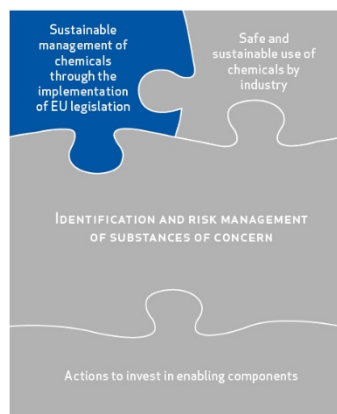 Sustainable
management of
chemicals
through the
implementation
of EU legislation
Safe and
sustainable use of
chemicals by
industry
IDENTIFICATION AND RISK MANAGEMENT
OF SUBSTANCES OF CONCERN
Actions to invest in enabling components